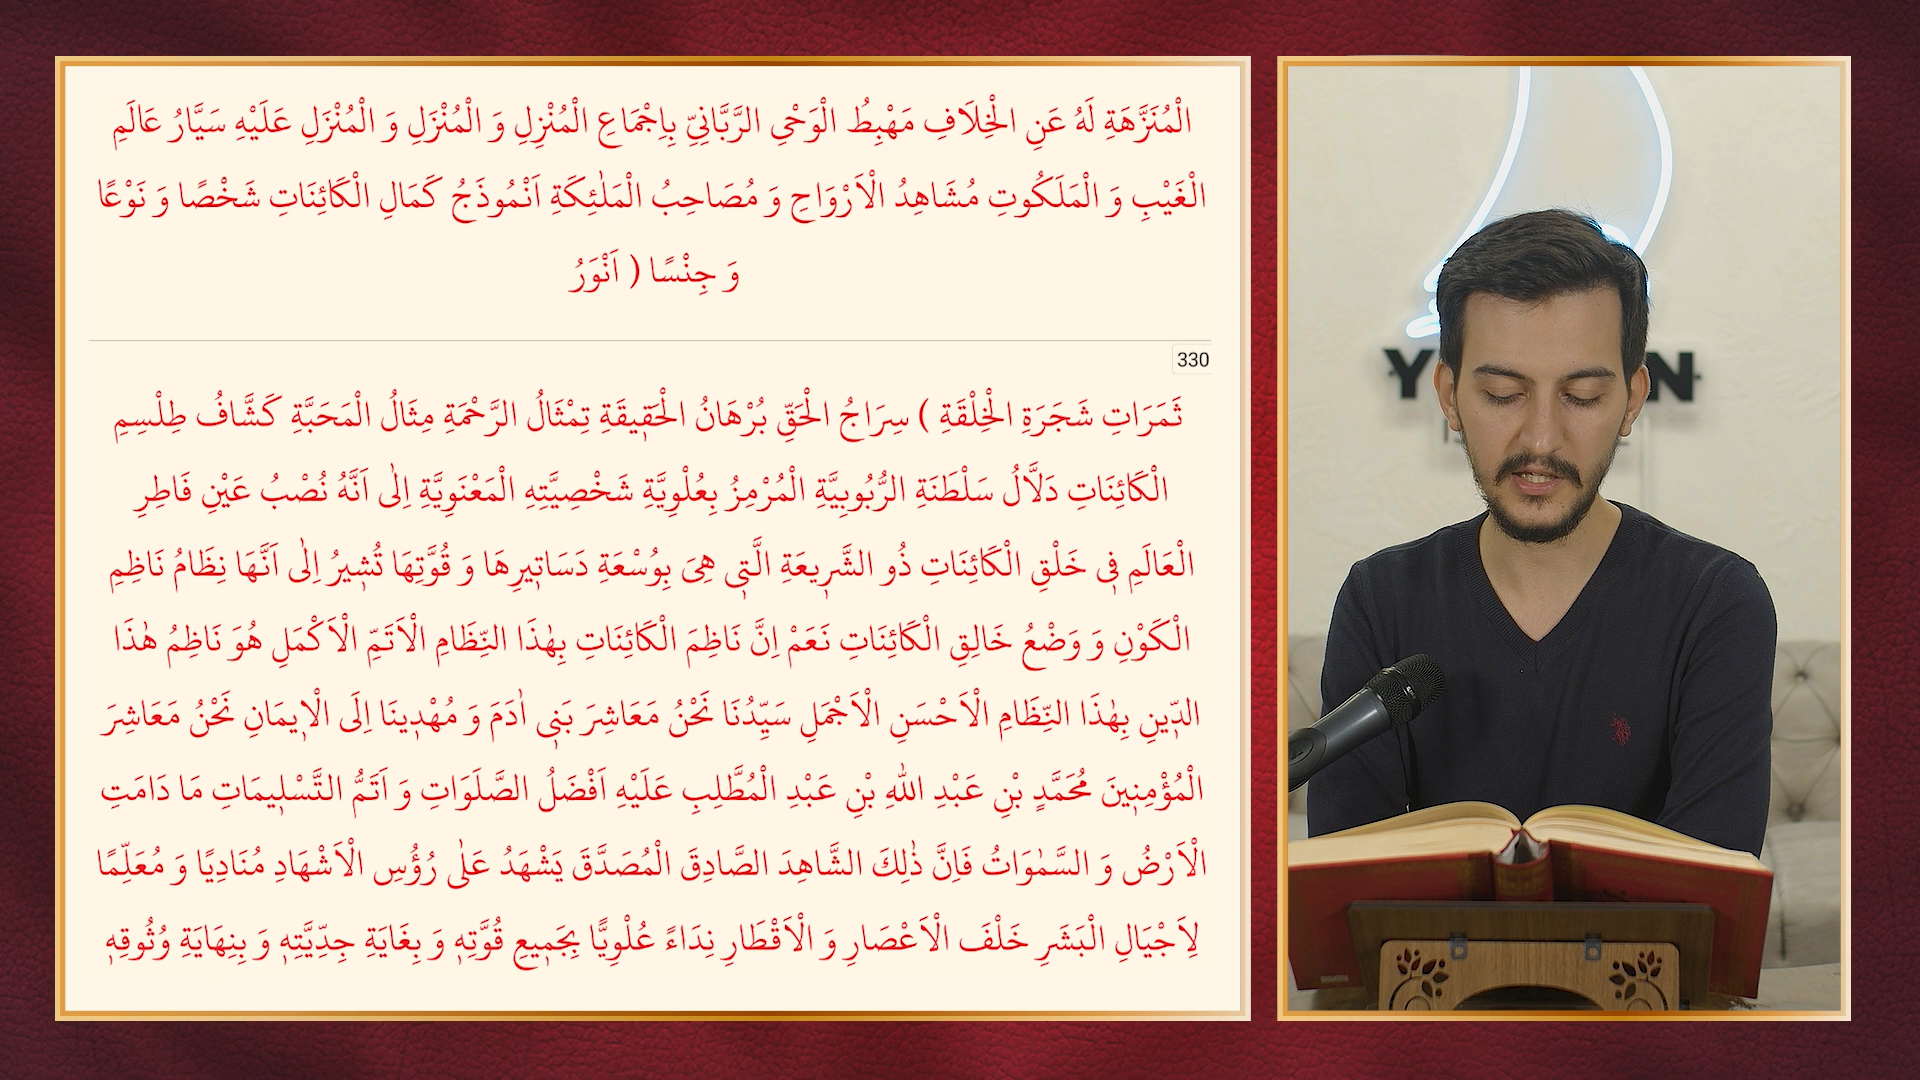 الْمُنَزَّهَةِ لَهُ عَنِ الْخِلَافِ مَهْبِطُ الْوَحْىِ الرَّبَّانِىِّ بِاِجْمَاعِ الْمُنْزِلِ وَ الْمُنْزَلِ وَ الْمُنْزَلِ عَلَيْهِ سَيَّارُ عَالَمِ
الْغَيْبِ وَ الْمَلَكُوتِ مُشَاهِدُ الْاَرْوَاحِ وَ مُصَاحِبُ الْمَلٰئِكَةِ اَنْمُوذَجُ كَمَالِ الْكَائِنَاتِ شَخْصًا وَ نَوْعًا
وَ جِنْسًا ( اَنْوَرُ
330
ثَمَرَاتِ شَجَرَةِ الْخِلْقَةِ ) سِرَاجُ الْحَقِّ بُرْهَانُ الْحَقٖيقَةِ تِمْثَالُ الرَّحْمَةِ مِثَالُ الْمَحَبَّةِ كَشَّافُ طِلْسِمِ
الْكَائِنَاتِ دَلَّالُ سَلْطَنَةِ الرُّبُوبِيَّةِ الْمُرْمِزُ بِعُلْوِيَّةِ شَخْصِيَّتِهِ الْمَعْنَوِيَّةِ اِلٰى اَنَّهُ نُصْبُ عَيْنِ فَاطِرِ
الْعَالَمِ فٖى خَلْقِ الْكَائِنَاتِ ذُو الشَّرٖيعَةِ الَّتٖى هِىَ بِوُسْعَةِ دَسَاتٖيرِهَا وَ قُوَّتِهَا تُشٖيرُ اِلٰى اَنَّهَا نِظَامُ نَاظِمِ
الْكَوْنِ وَ وَضْعُ خَالِقِ الْكَائِنَاتِ نَعَمْ اِنَّ نَاظِمَ الْكَائِنَاتِ بِهٰذَا النِّظَامِ الْاَتَمِّ الْاَكْمَلِ هُوَ نَاظِمُ هٰذَا
الدّٖينِ بِهٰذَا النِّظَامِ الْاَحْسَنِ الْاَجْمَلِ سَيِّدُنَا نَحْنُ مَعَاشِرَ بَنٖى اٰدَمَ وَ مُهْدٖينَا اِلَى الْاٖيمَانِ نَحْنُ مَعَاشِرَ
الْمُؤْمِنٖينَ مُحَمَّدٍ بْنِ عَبْدِ اللّٰهِ بْنِ عَبْدِ الْمُطَّلِبِ عَلَيْهِ اَفْضَلُ الصَّلَوَاتِ وَ اَتَمُّ التَّسْلٖيمَاتِ مَا دَامَتِ
الْاَرْضُ وَ السَّمٰوَاتُ فَاِنَّ ذٰلِكَ الشَّاهِدَ الصَّادِقَ الْمُصَدَّقَ يَشْهَدُ عَلٰى رُؤُسِ الْاَشْهَادِ مُنَادِيًا وَ مُعَلِّمًا
لِاَجْيَالِ الْبَشَرِ خَلْفَ الْاَعْصَارِ وَ الْاَقْطَارِ نِدَاءً عُلْوِيًّا بِجَمٖيعِ قُوَّتِهٖ وَ بِغَايَةِ جِدِّيَّتِهٖ وَ بِنِهَايَةِ وُثُوقِهٖ